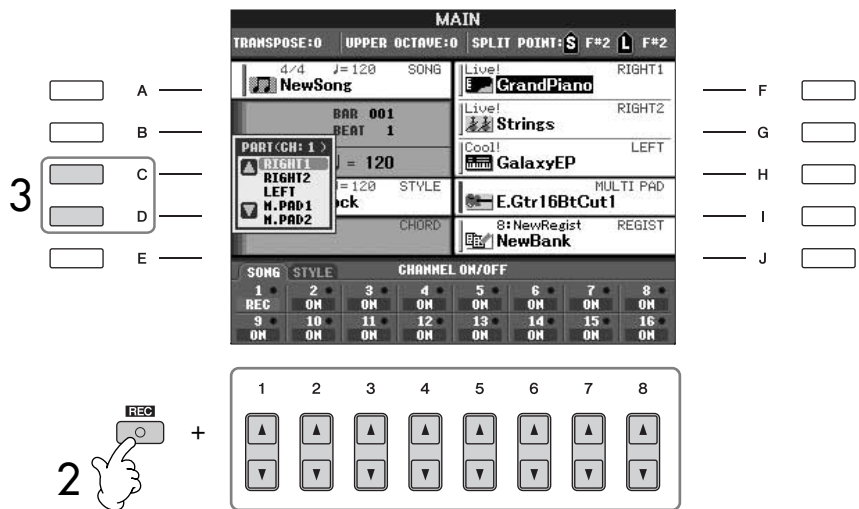 MAIN
TRANSPOSE:0 UPPER OCTAVE:0 SPLIT POINT: S F#2 L F#2
4/4 ♩=120 SONG
NewSong
Live! RIGHT1
GrandPiano
BAR 001
BEAT 1
Live! RIGHT2
Strings
PART(CH: 1 )
RIGHT1
RIGHT2
LEFT
M.PAD1
M.PAD2
♩ = 120
Cool! LEFT
GalaxyEP
=120 STYLE
ock
MULTI PAD
E.Gtr16BtCut1
CHORD
8:NewRegist REGIST
NewBank
SONG STYLE CHANNEL ON/OFF
1 2 3 4 5 6 7 8
REC ON ON ON ON ON ON ON
9 10 11 12 13 14 15 16
ON ON ON ON ON ON ON ON
A
B
C
D
E
F
G
H
I
J
3
1 2 3 4 5 6 7 8
REC
+
2